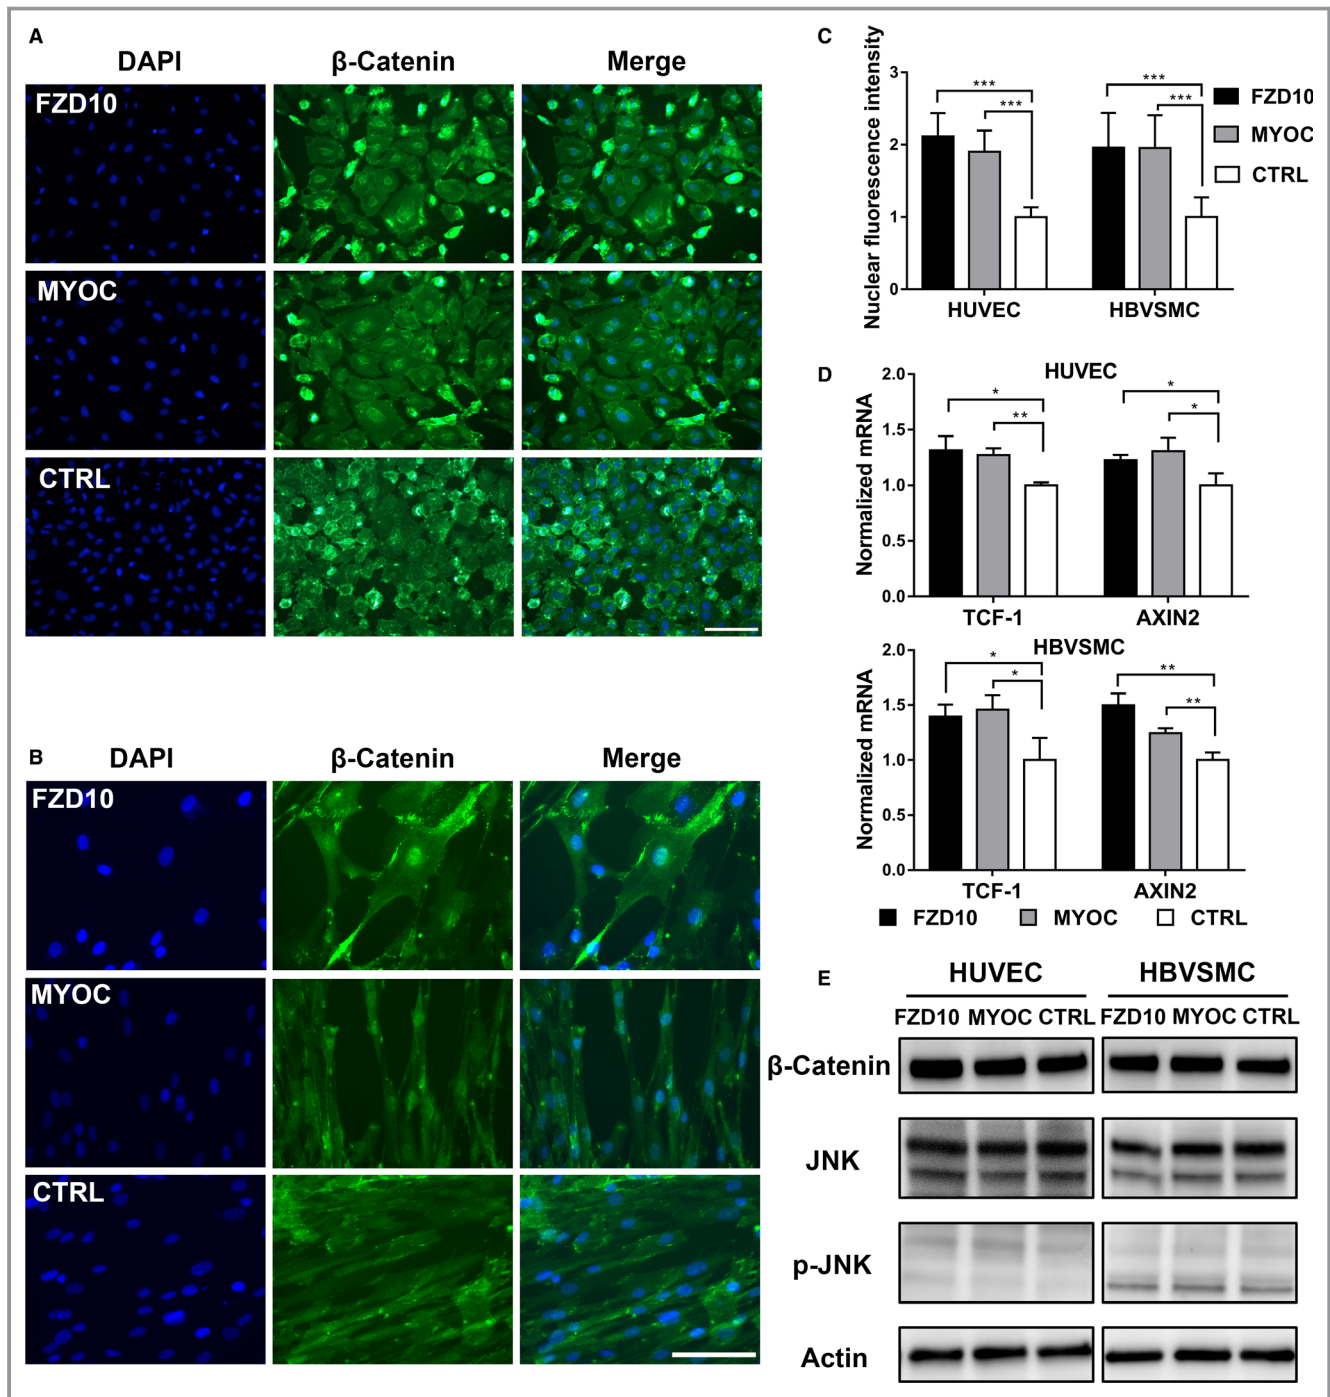 A
DAPI β-Catenin Merge
FZD10
MYOC
CTRL
B
DAPI β-Catenin Merge
FZD10
MYOC
CTRL
C
Nuclear fluorescence intensity
3
2
1
0
*** ***
*** ***
HUVEC HBVSMC
FZD10
MYOC
CTRL
D
HUVEC
Normalized mRNA
2.0
1.5
1.0
0.5
0.0
* *
** *
TCF-1 AXIN2
HBVSMC
Normalized mRNA
2.0
1.5
1.0
0.5
0.0
* **
* **
TCF-1 AXIN2
FZD10 MYOC CTRL
E
HUVEC HBVSMC
FZD10 MYOC CTRL FZD10 MYOC CTRL
β-Catenin
JNK
p-JNK
Actin